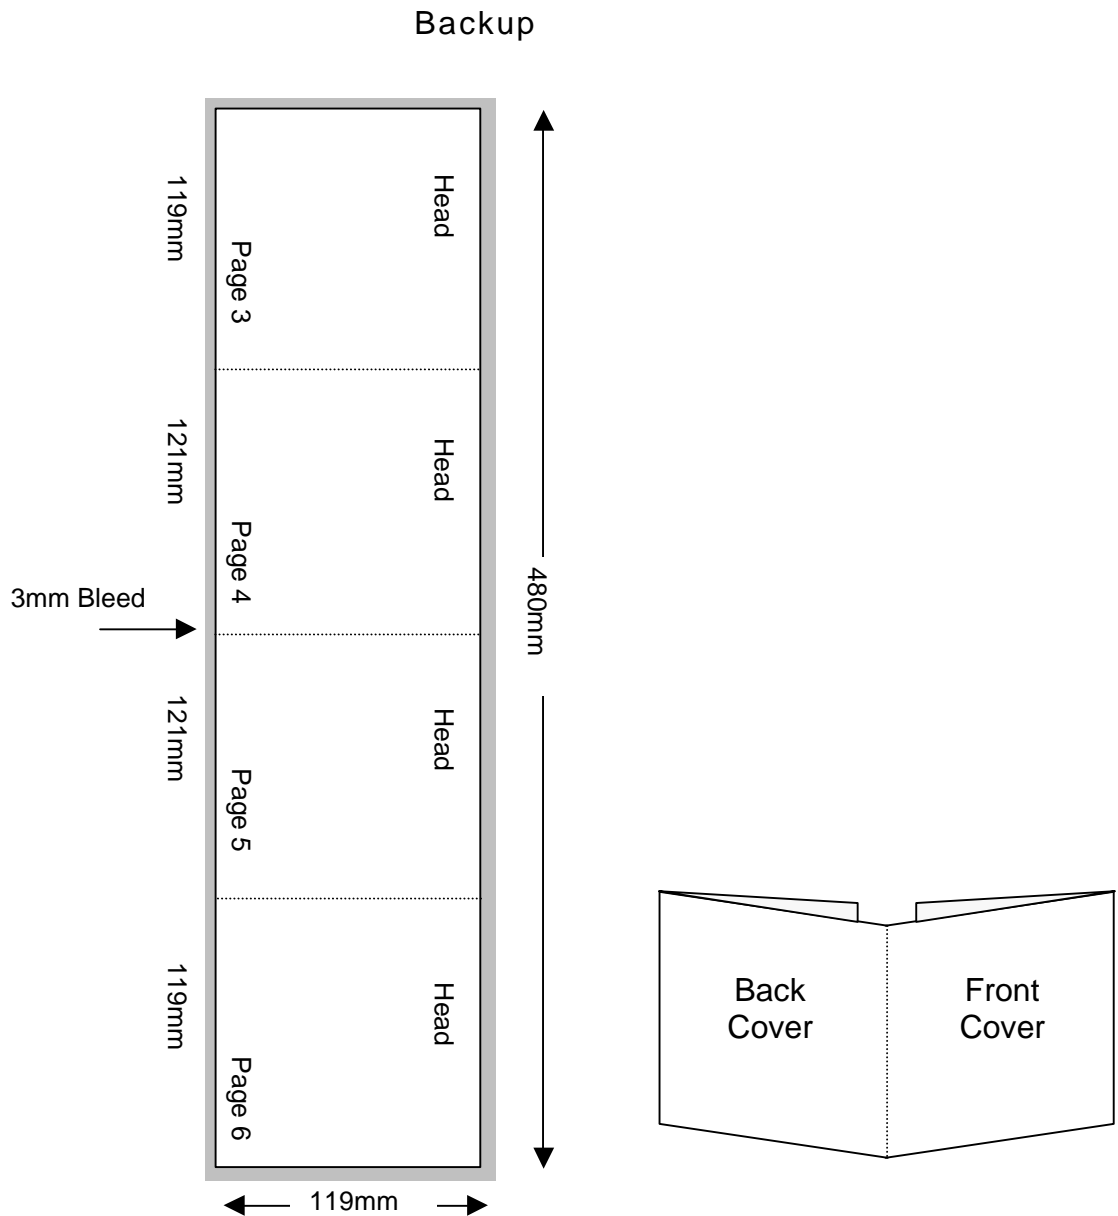 Backup
119mm
Head
Page 3
121mm
Head
Page 4
3mm Bleed
480mm
121mm
Head
Page 5
119mm
Head
Page 6
119mm
Back
Cover
Front
Cover